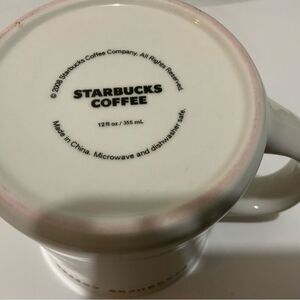 © 2008 Starbucks Coffee Company. All Rights Reserved.
STARBUCKS
COFFEE
12 fl oz / 355 mL
Made in China. Microwave and dishwasher safe.